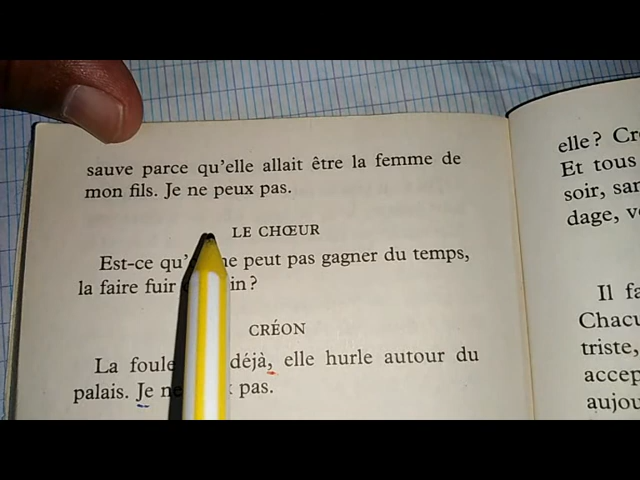 sauve parce qu'elle allait être la femme de
mon fils. Je ne peux pas.
LE CHŒUR
Est-ce qu' ne peut pas gagner du temps,
la faire fuir in?
CRÉON
La foule déjà, elle hurle autour du
palais. Je pas.
elle? Cr
Et tous
soir, san
dage, v
Il fa
Chacu
triste,
accep
aujou